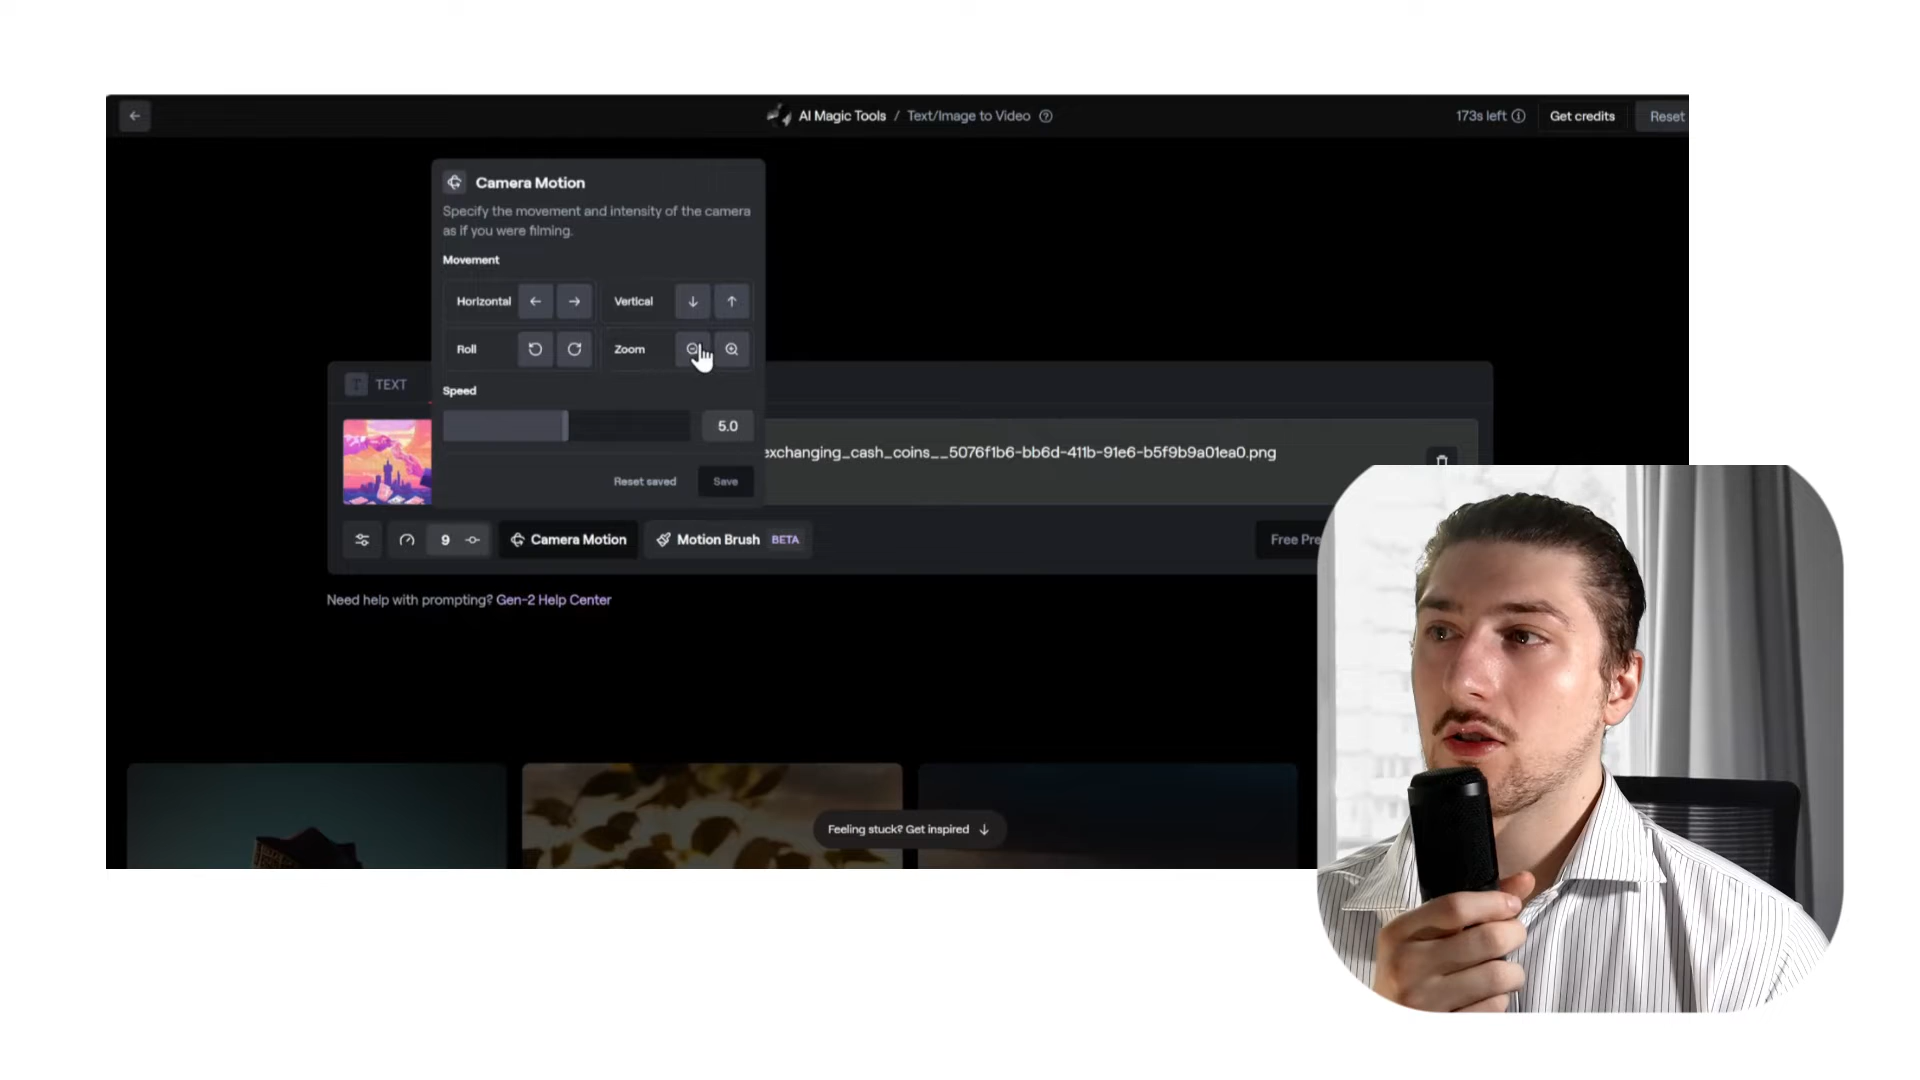 AI Magic Tools / Text/Image to Video
173s left
Get credits
Reset
Camera Motion
Specify the movement and intensity of the camera
as if you were filming.
Movement
Horizontal
Vertical
Roll
Zoom
Speed
5.0
Reset saved
Save
T TEXT
exchanging_cash_coins__5076f1b6-bb6d-411b-91e6-b5f9b9a01ea0.png
9
Camera Motion
Motion Brush BETA
Free Pre
Need help with prompting? Gen-2 Help Center
Feeling stuck? Get inspired